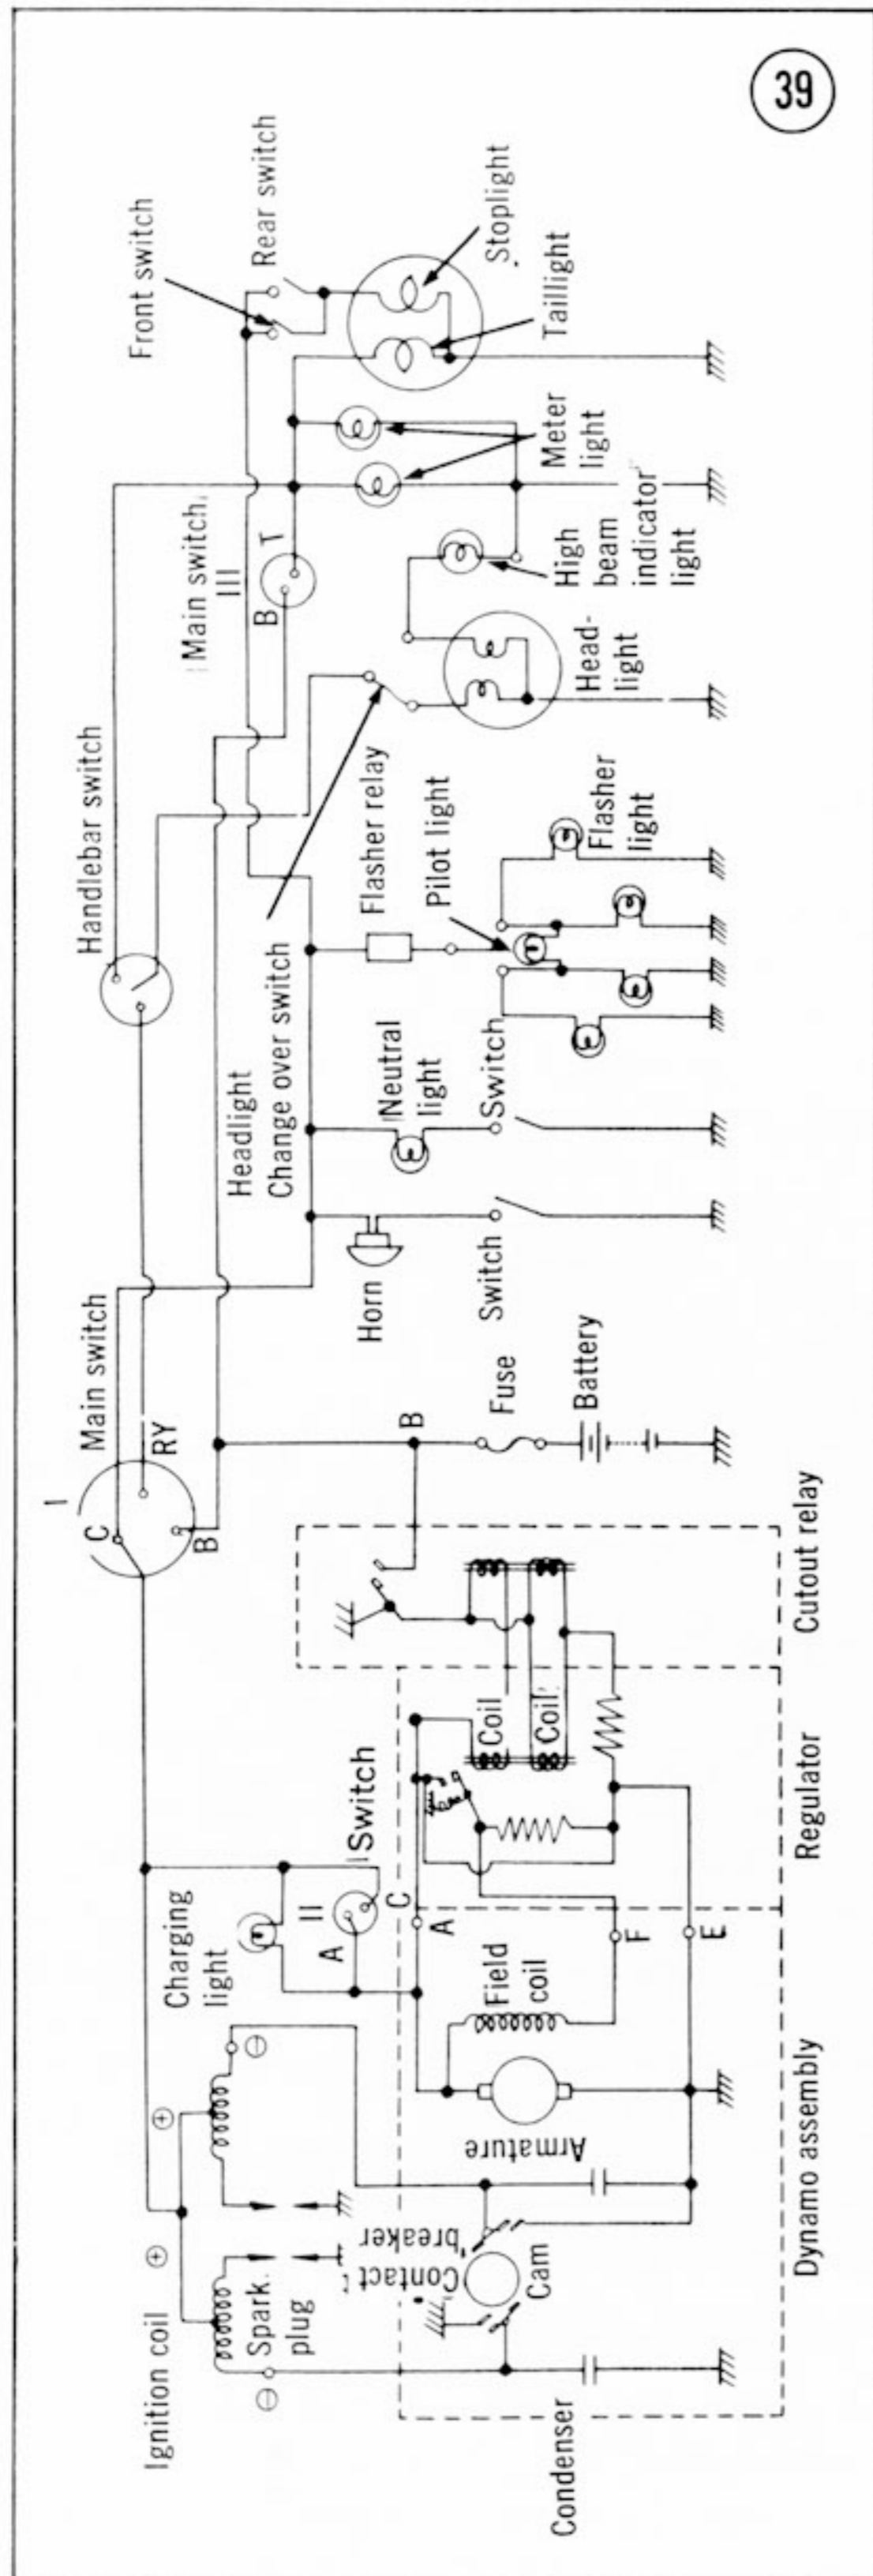 39
Ignition coil
⊕
⊕
⊖
⊖
Spark
plug
Charging
light
II
A
Switch
Main switch
I
C
RY
B
Handlebar switch
Main switch
III
B
T
Front switch
Rear switch
Stoplight
Taillight
Meter
light
High
beam
indicator
light
Head-
light
Headlight
Change over switch
Flasher relay
Pilot light
Flasher
light
Neutral
light
Switch
Horn
Switch
B
Fuse
Battery
Cutout relay
Coil
Coil
C
A
F
E
Regulator
Field
coil
Armature
Contact
breaker
Cam
Condenser
Dynamo assembly